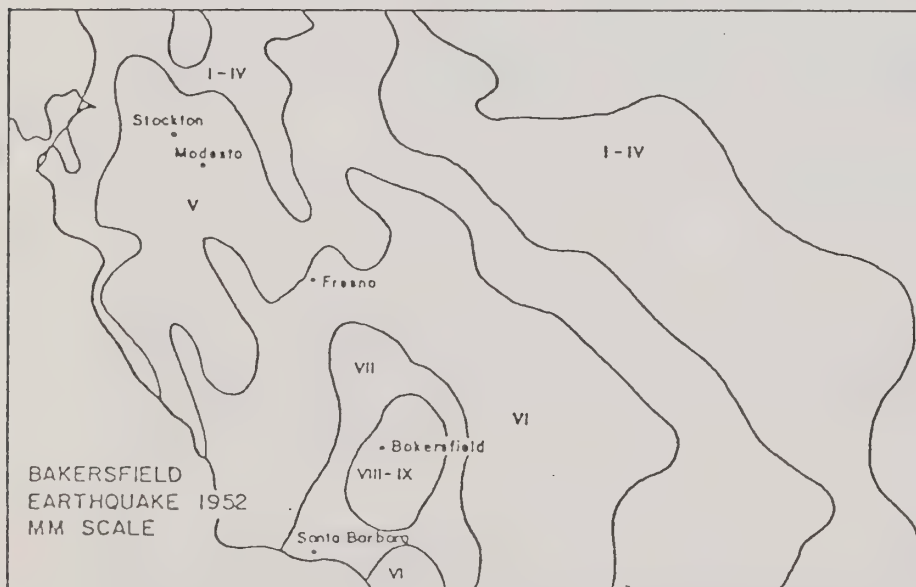 I-IV
Stockton
Modesto
I-IV
V
Fresno
VII
VI
Bakersfield
VIII-IX
BAKERSFIELD
EARTHQUAKE 1952
MM SCALE
Santa Barbara
VI